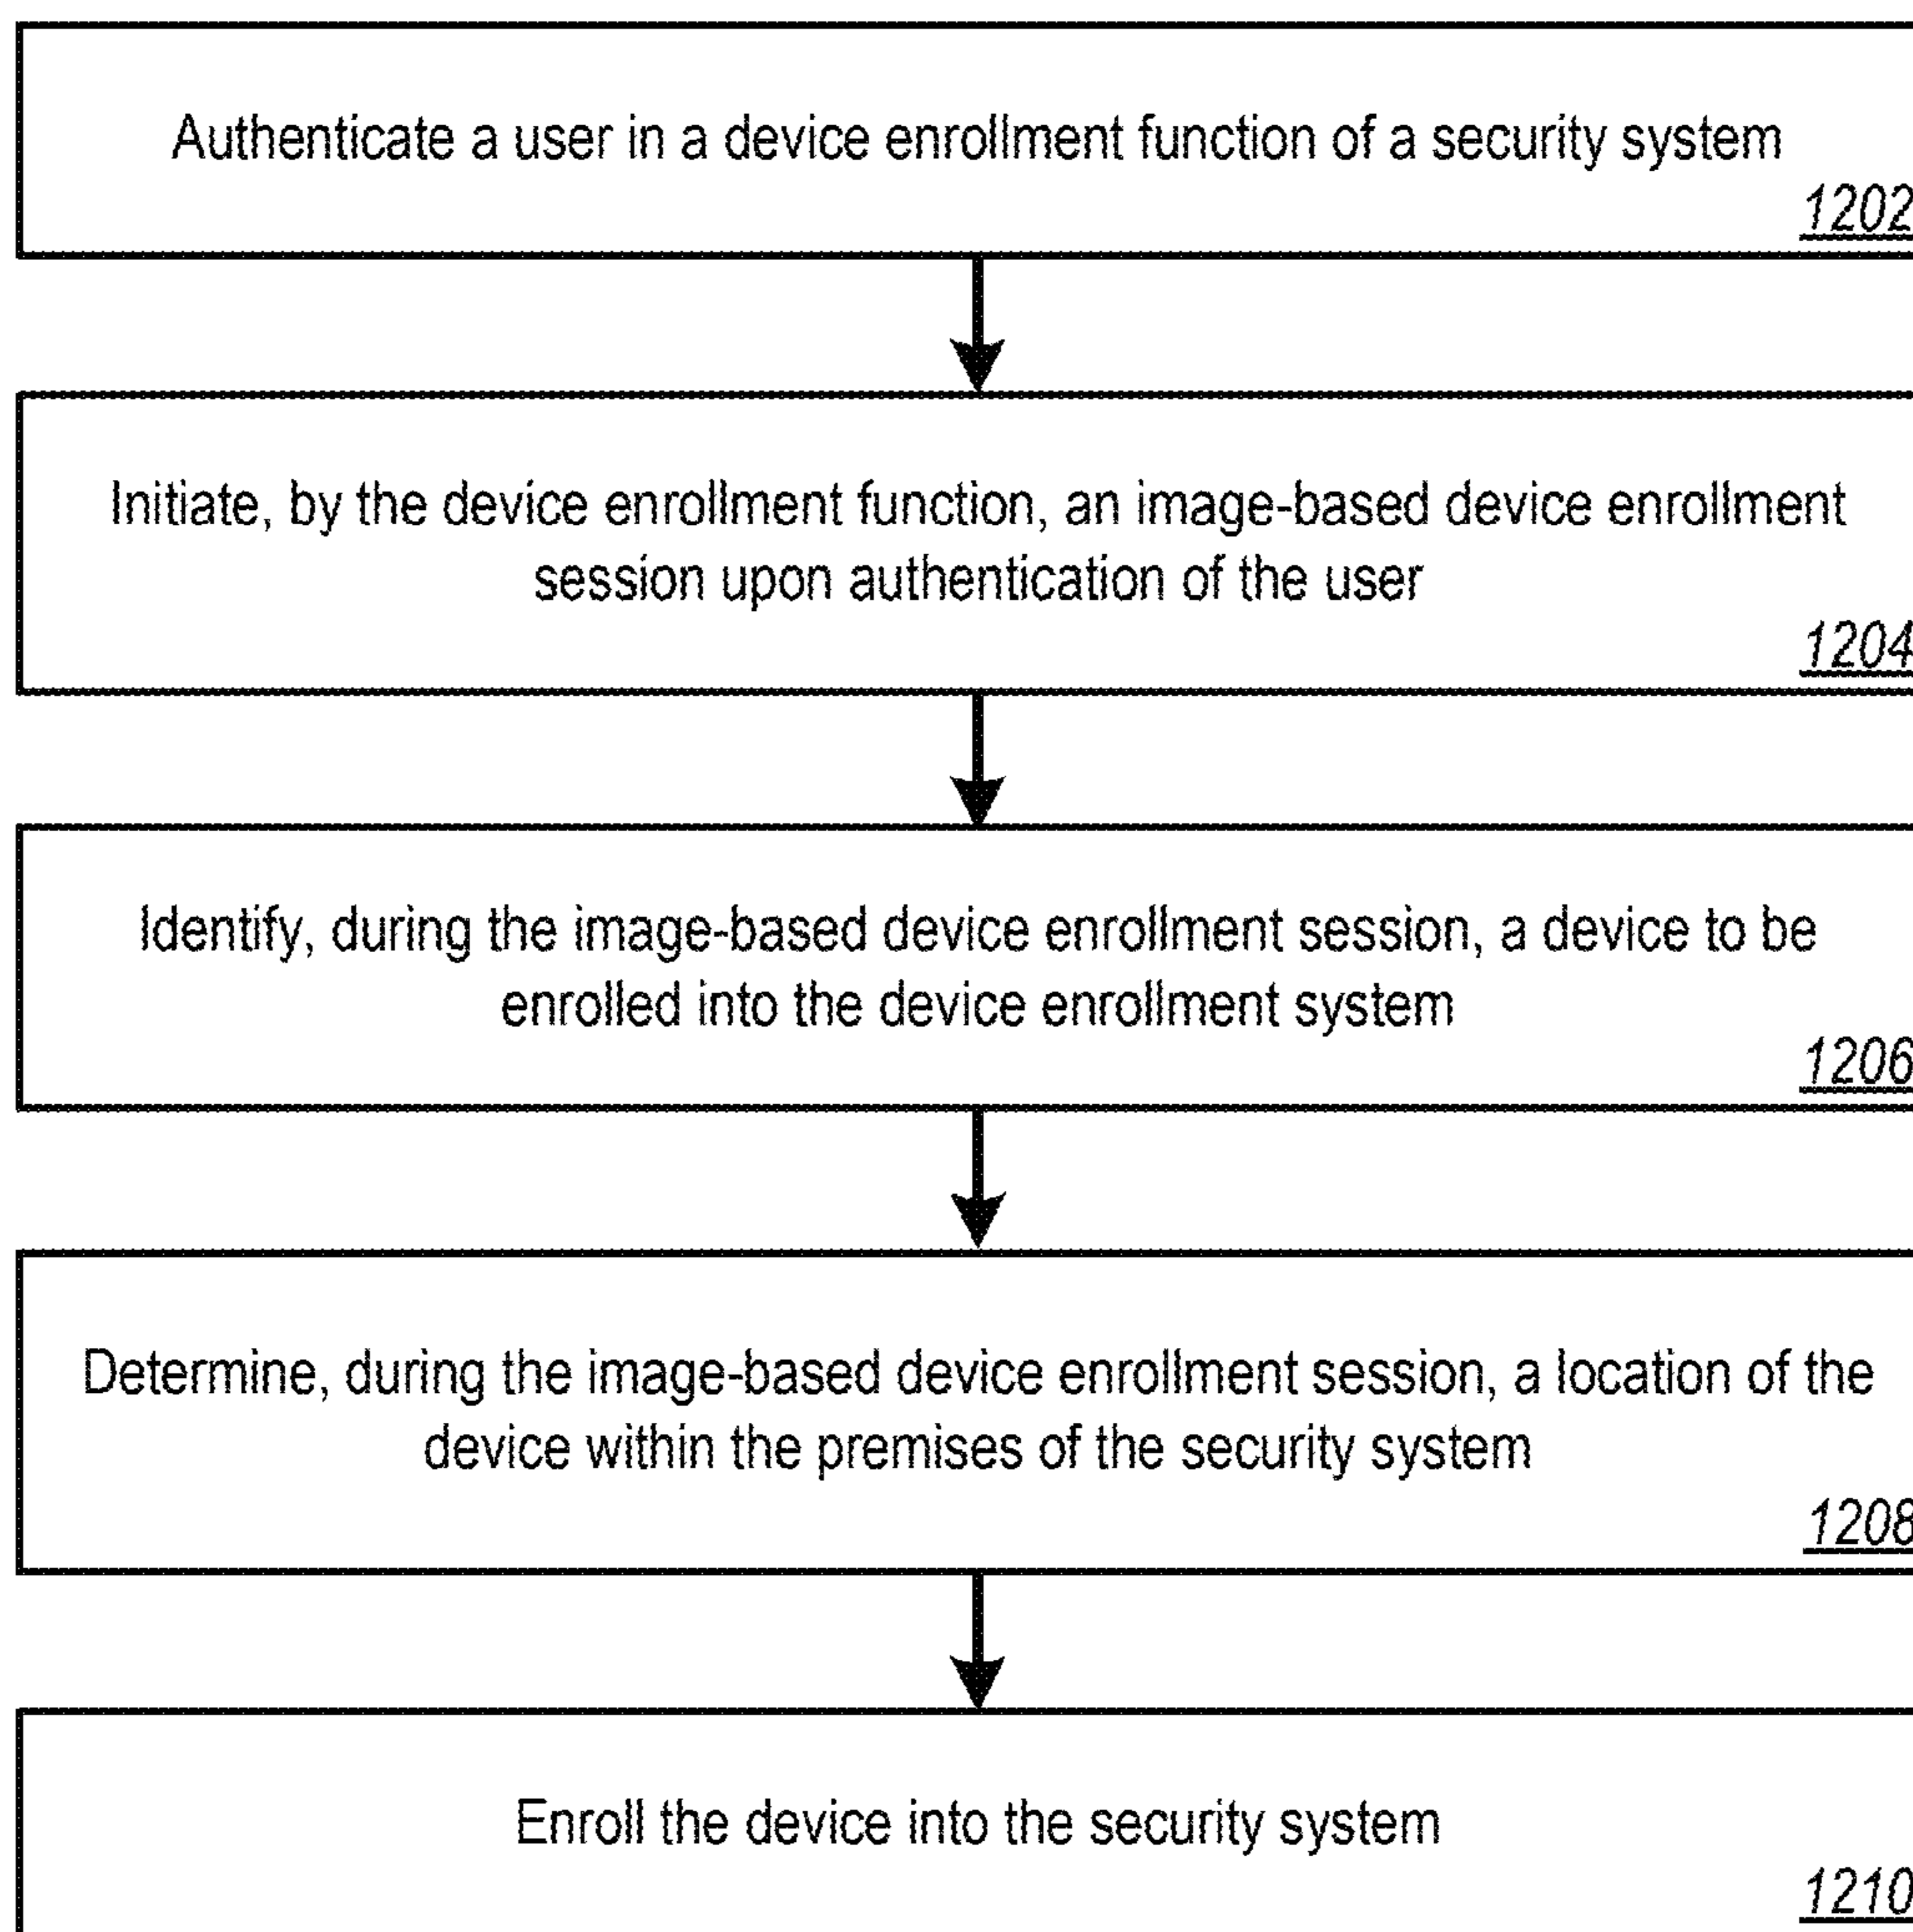 Authenticate a user in a device enrollment function of a security system
1202
Initiate, by the device enrollment function, an image-based device enrollment
session upon authentication of the user
1204
Identify, during the image-based device enrollment session, a device to be
enrolled into the device enrollment system
1206
Determine, during the image-based device enrollment session, a location of the
device within the premises of the security system
1208
Enroll the device into the security system
1210